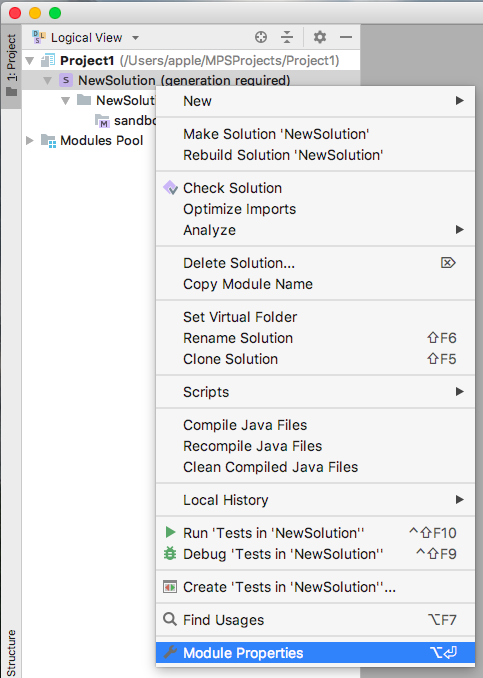 1: Project
Logical View
Project1 (/Users/apple/MPSProjects/Project1)
S NewSolution (generation required)
NewSoluti
M sandbo
Modules Pool
New
Make Solution 'NewSolution'
Rebuild Solution 'NewSolution'
Check Solution
Optimize Imports
Analyze
Delete Solution...
Copy Module Name
Set Virtual Folder
Rename Solution ⇧F6
Clone Solution ⇧F5
Scripts
Compile Java Files
Recompile Java Files
Clean Compiled Java Files
Local History
Run 'Tests in 'NewSolution'' ^⇧F10
Debug 'Tests in 'NewSolution'' ^⇧F9
Create 'Tests in 'NewSolution''...
Find Usages ⌥F7
Module Properties ⌥⏎
Structure